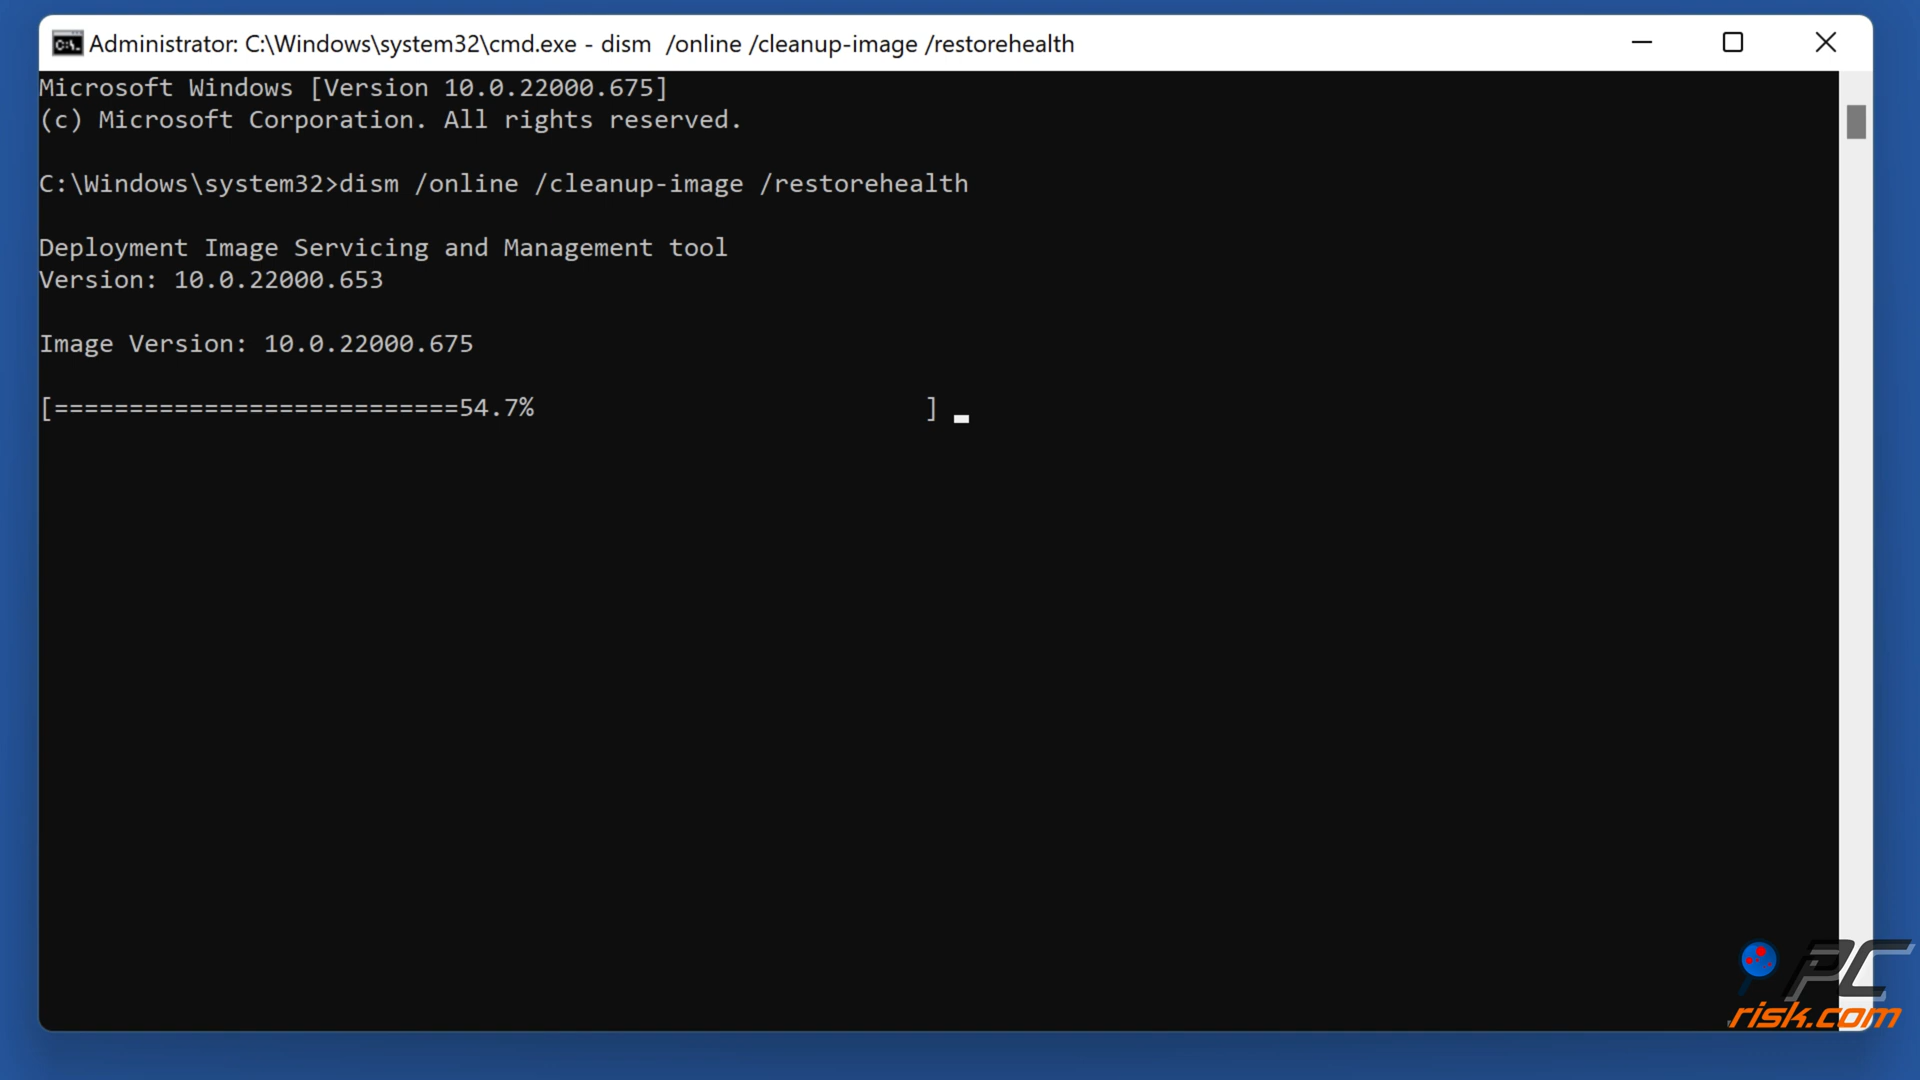 Administrator: C:\Windows\system32\cmd.exe - dism  /online /cleanup-image /restorehealth
Microsoft Windows [Version 10.0.22000.675]
(c) Microsoft Corporation. All rights reserved.
C:\Windows\system32>dism /online /cleanup-image /restorehealth
Deployment Image Servicing and Management tool
Version: 10.0.22000.653
Image Version: 10.0.22000.675
[===========================54.7%                          ]
PC
risk.com